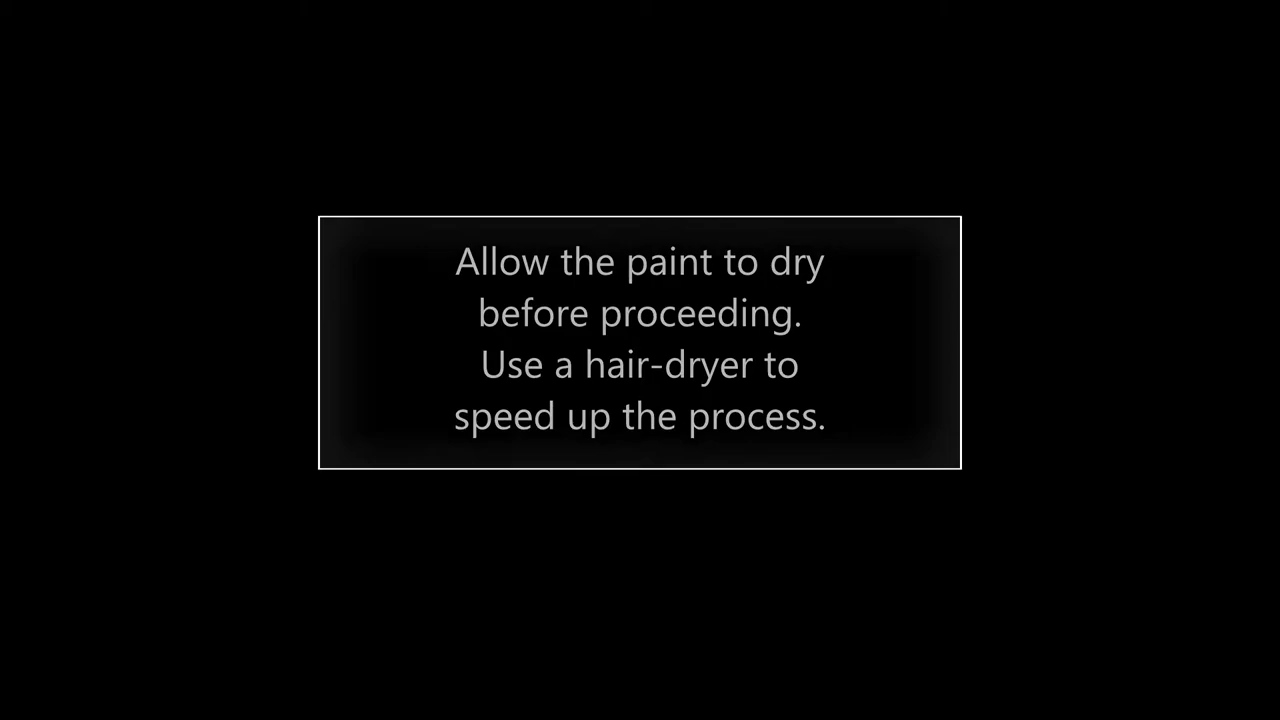 Allow the paint to dry
before proceeding.
Use a hair-dryer to
speed up the process.